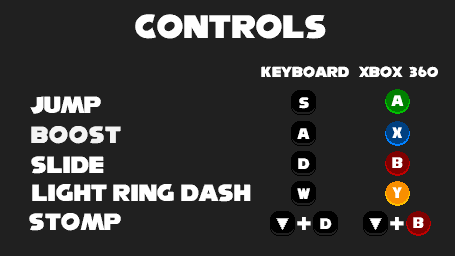 CONTROLS
KEYBOARD XBOX 360
JUMP S A
BOOST A X
SLIDE D B
LIGHT RING DASH W Y
STOMP ▼+D ▼+B